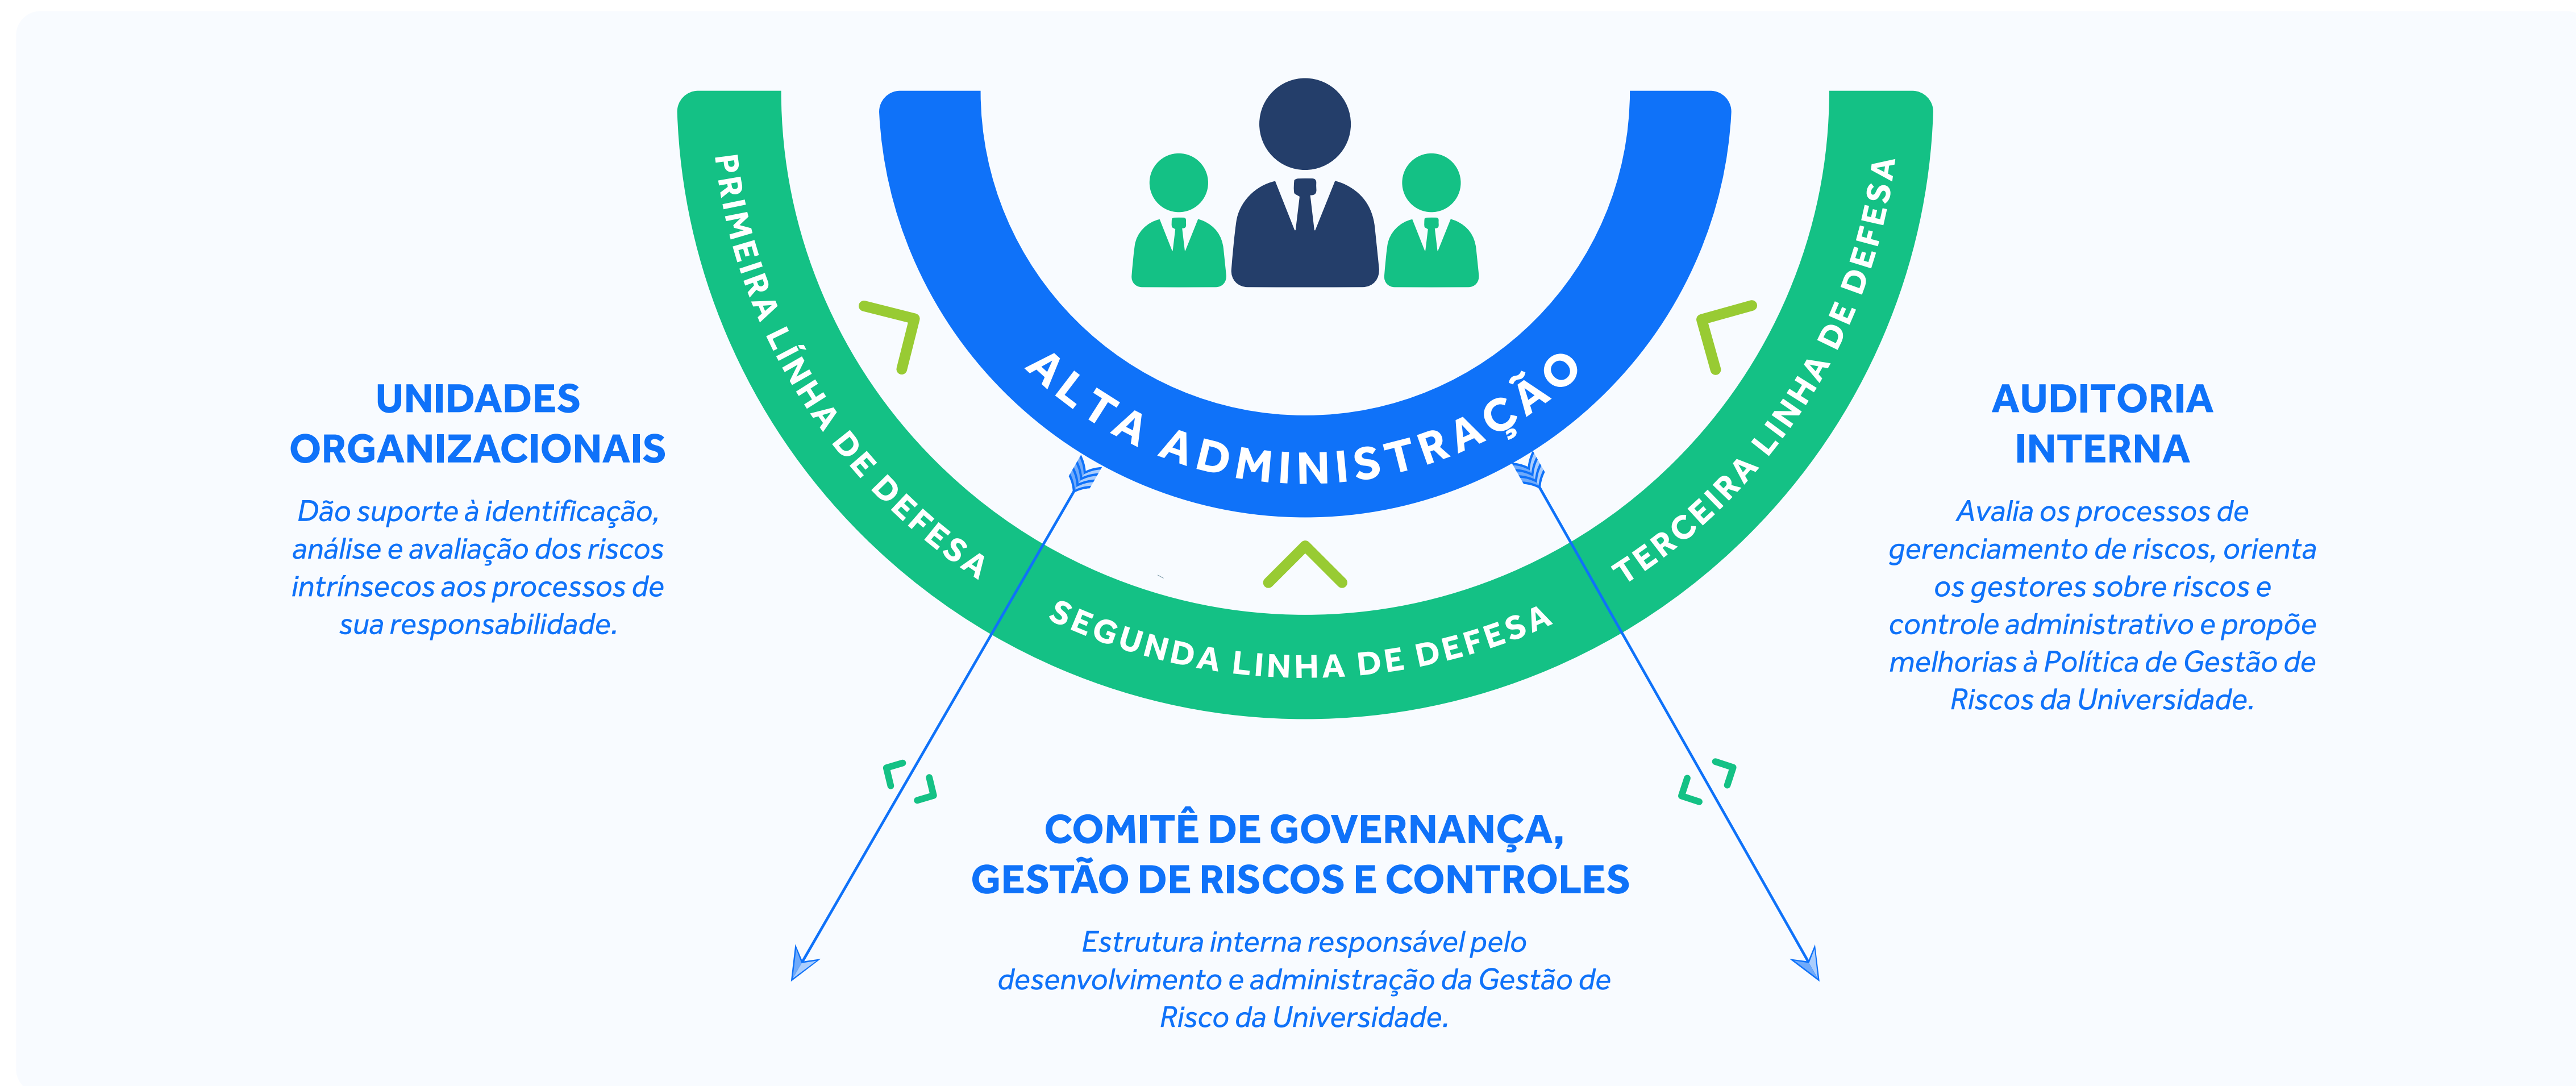 ALTA ADMINISTRAÇÃO
PRIMEIRA LÍNHA DE DEFESA
SEGUNDA LINHA DE DEFESA
TERCEIRA LINHA DE DEFESA
UNIDADES
ORGANIZACIONAIS
Dão suporte à identificação,
análise e avaliação dos riscos
intrínsecos aos processos de
sua responsabilidade.
COMITÊ DE GOVERNANÇA,
GESTÃO DE RISCOS E CONTROLES
Estrutura interna responsável pelo
desenvolvimento e administração da Gestão de
Risco da Universidade.
AUDITORIA
INTERNA
Avalia os processos de
gerenciamento de riscos, orienta
os gestores sobre riscos e
controle administrativo e propõe
melhorias à Política de Gestão de
Riscos da Universidade.